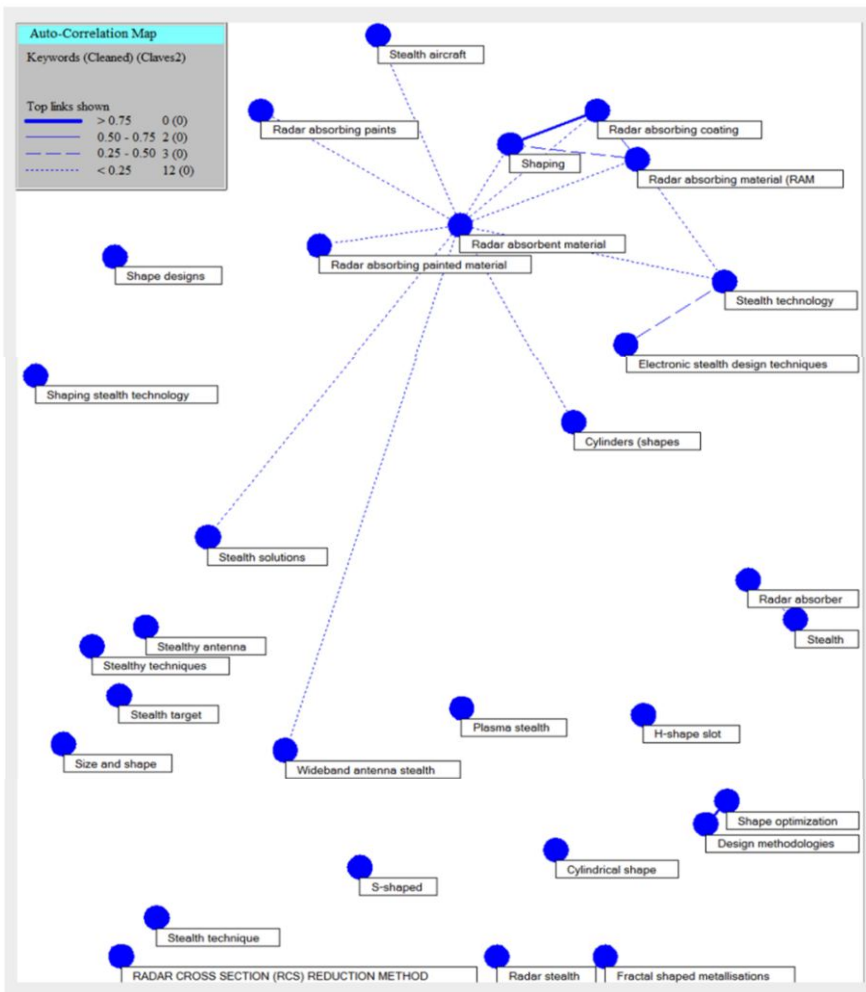 Auto-Correlation Map
Keywords (Cleaned) (Claves2)
Top links shown
> 0.75 0 (0)
0.50 - 0.75 2 (0)
0.25 - 0.50 3 (0)
< 0.25 12 (0)
Stealth aircraft
Radar absorbing paints
Radar absorbing coating
Shaping
Radar absorbing material (RAM
Radar absorbent material
Radar absorbing painted material
Shape designs
Stealth technology
Electronic stealth design techniques
Shaping stealth technology
Cylinders (shapes
Stealth solutions
Radar absorber
Stealth
Stealthy antenna
Stealthy techniques
Stealth target
Plasma stealth
H-shape slot
Size and shape
Wideband antenna stealth
Shape optimization
Design methodologies
Cylindrical shape
S-shaped
Stealth technique
RADAR CROSS SECTION (RCS) REDUCTION METHOD
Radar stealth
Fractal shaped metallisations